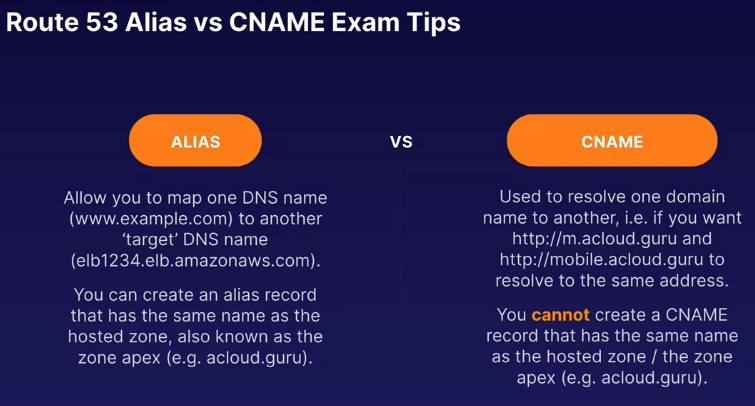 Route 53 Alias vs CNAME Exam Tips
ALIAS
VS
CNAME
Allow you to map one DNS name
(www.example.com) to another
‘target’ DNS name
(elb1234.elb.amazonaws.com).
You can create an alias record
that has the same name as the
hosted zone, also known as the
zone apex (e.g. acloud.guru).
Used to resolve one domain
name to another, i.e. if you want
http://m.acloud.guru and
http://mobile.acloud.guru to
resolve to the same address.
You cannot create a CNAME
record that has the same name
as the hosted zone / the zone
apex (e.g. acloud.guru).